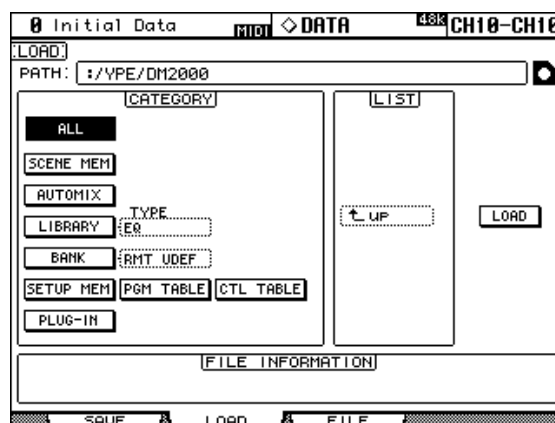 0 Initial Data MIDI ◇DATA 48K CH10-CH16
:LOAD:
PATH: :/YPE/DM2000
CATEGORY
LIST
ALL
SCENE MEM
AUTOMIX
TYPE
LIBRARY EQ
UP
LOAD
BANK RMT UDEF
SETUP MEM PGM TABLE CTL TABLE
PLUG-IN
FILE INFORMATION
SAVE LOAD FILE